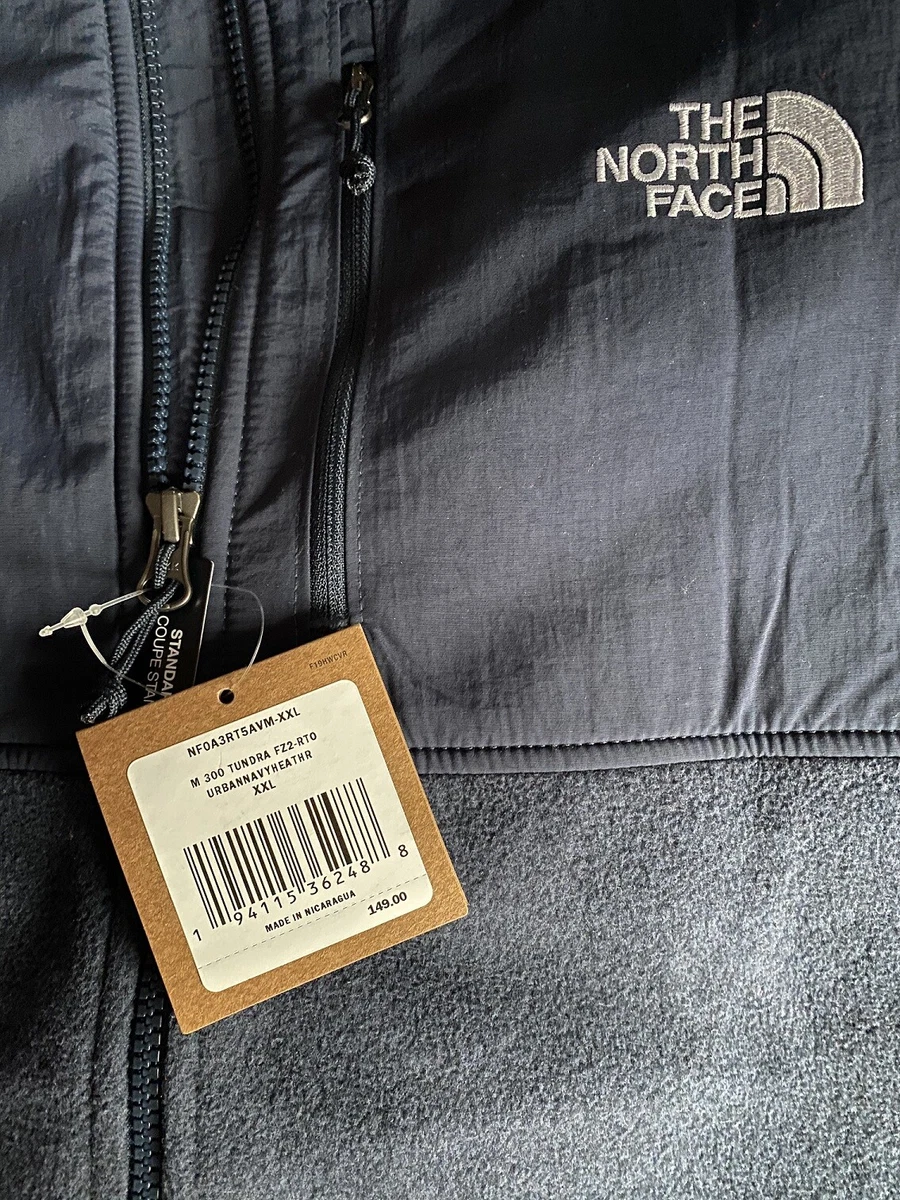 THE
NORTH
FACE
STANDA
COUPE STA
F19HWCVR
NF0A3RT5AVM-XXL
M 300 TUNDRA FZ2-RTO
URBANNAVYHEATHR
XXL
1 94115 36248 8
MADE IN NICARAGUA
149.00